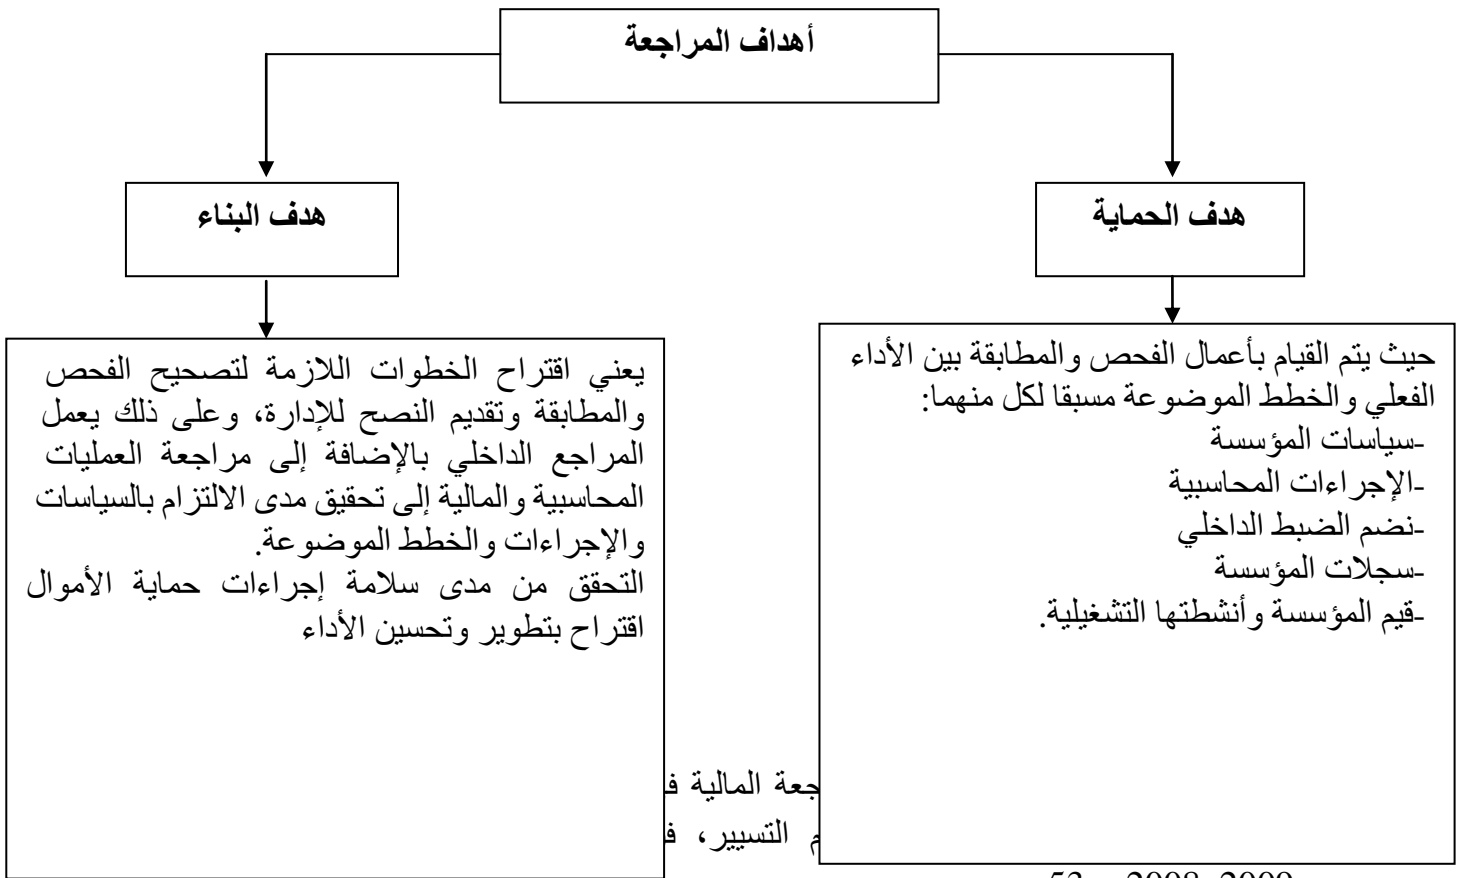 أهداف المراجعة
هدف الحماية
هدف البناء
حيث يتم القيام بأعمال الفحص والمطابقة بين الأداء
الفعلي والخطط الموضوعة مسبقا لكل منهما:
-سياسات المؤسسة
-الإجراءات المحاسبية
-نضم الضبط الداخلي
-سجلات المؤسسة
-قيم المؤسسة وأنشطتها التشغيلية.
يعني اقتراح الخطوات اللازمة لتصحيح الفحص
والمطابقة وتقديم النصح للإدارة، وعلى ذلك يعمل
المراجع الداخلي بالإضافة إلى مراجعة العمليات
المحاسبية والمالية إلى تحقيق مدى الالتزام بالسياسات
والإجراءات والخطط الموضوعة.
التحقق من مدى سلامة إجراءات حماية الأموال
اقتراح بتطوير وتحسين الأداء
المالية
التسيير،